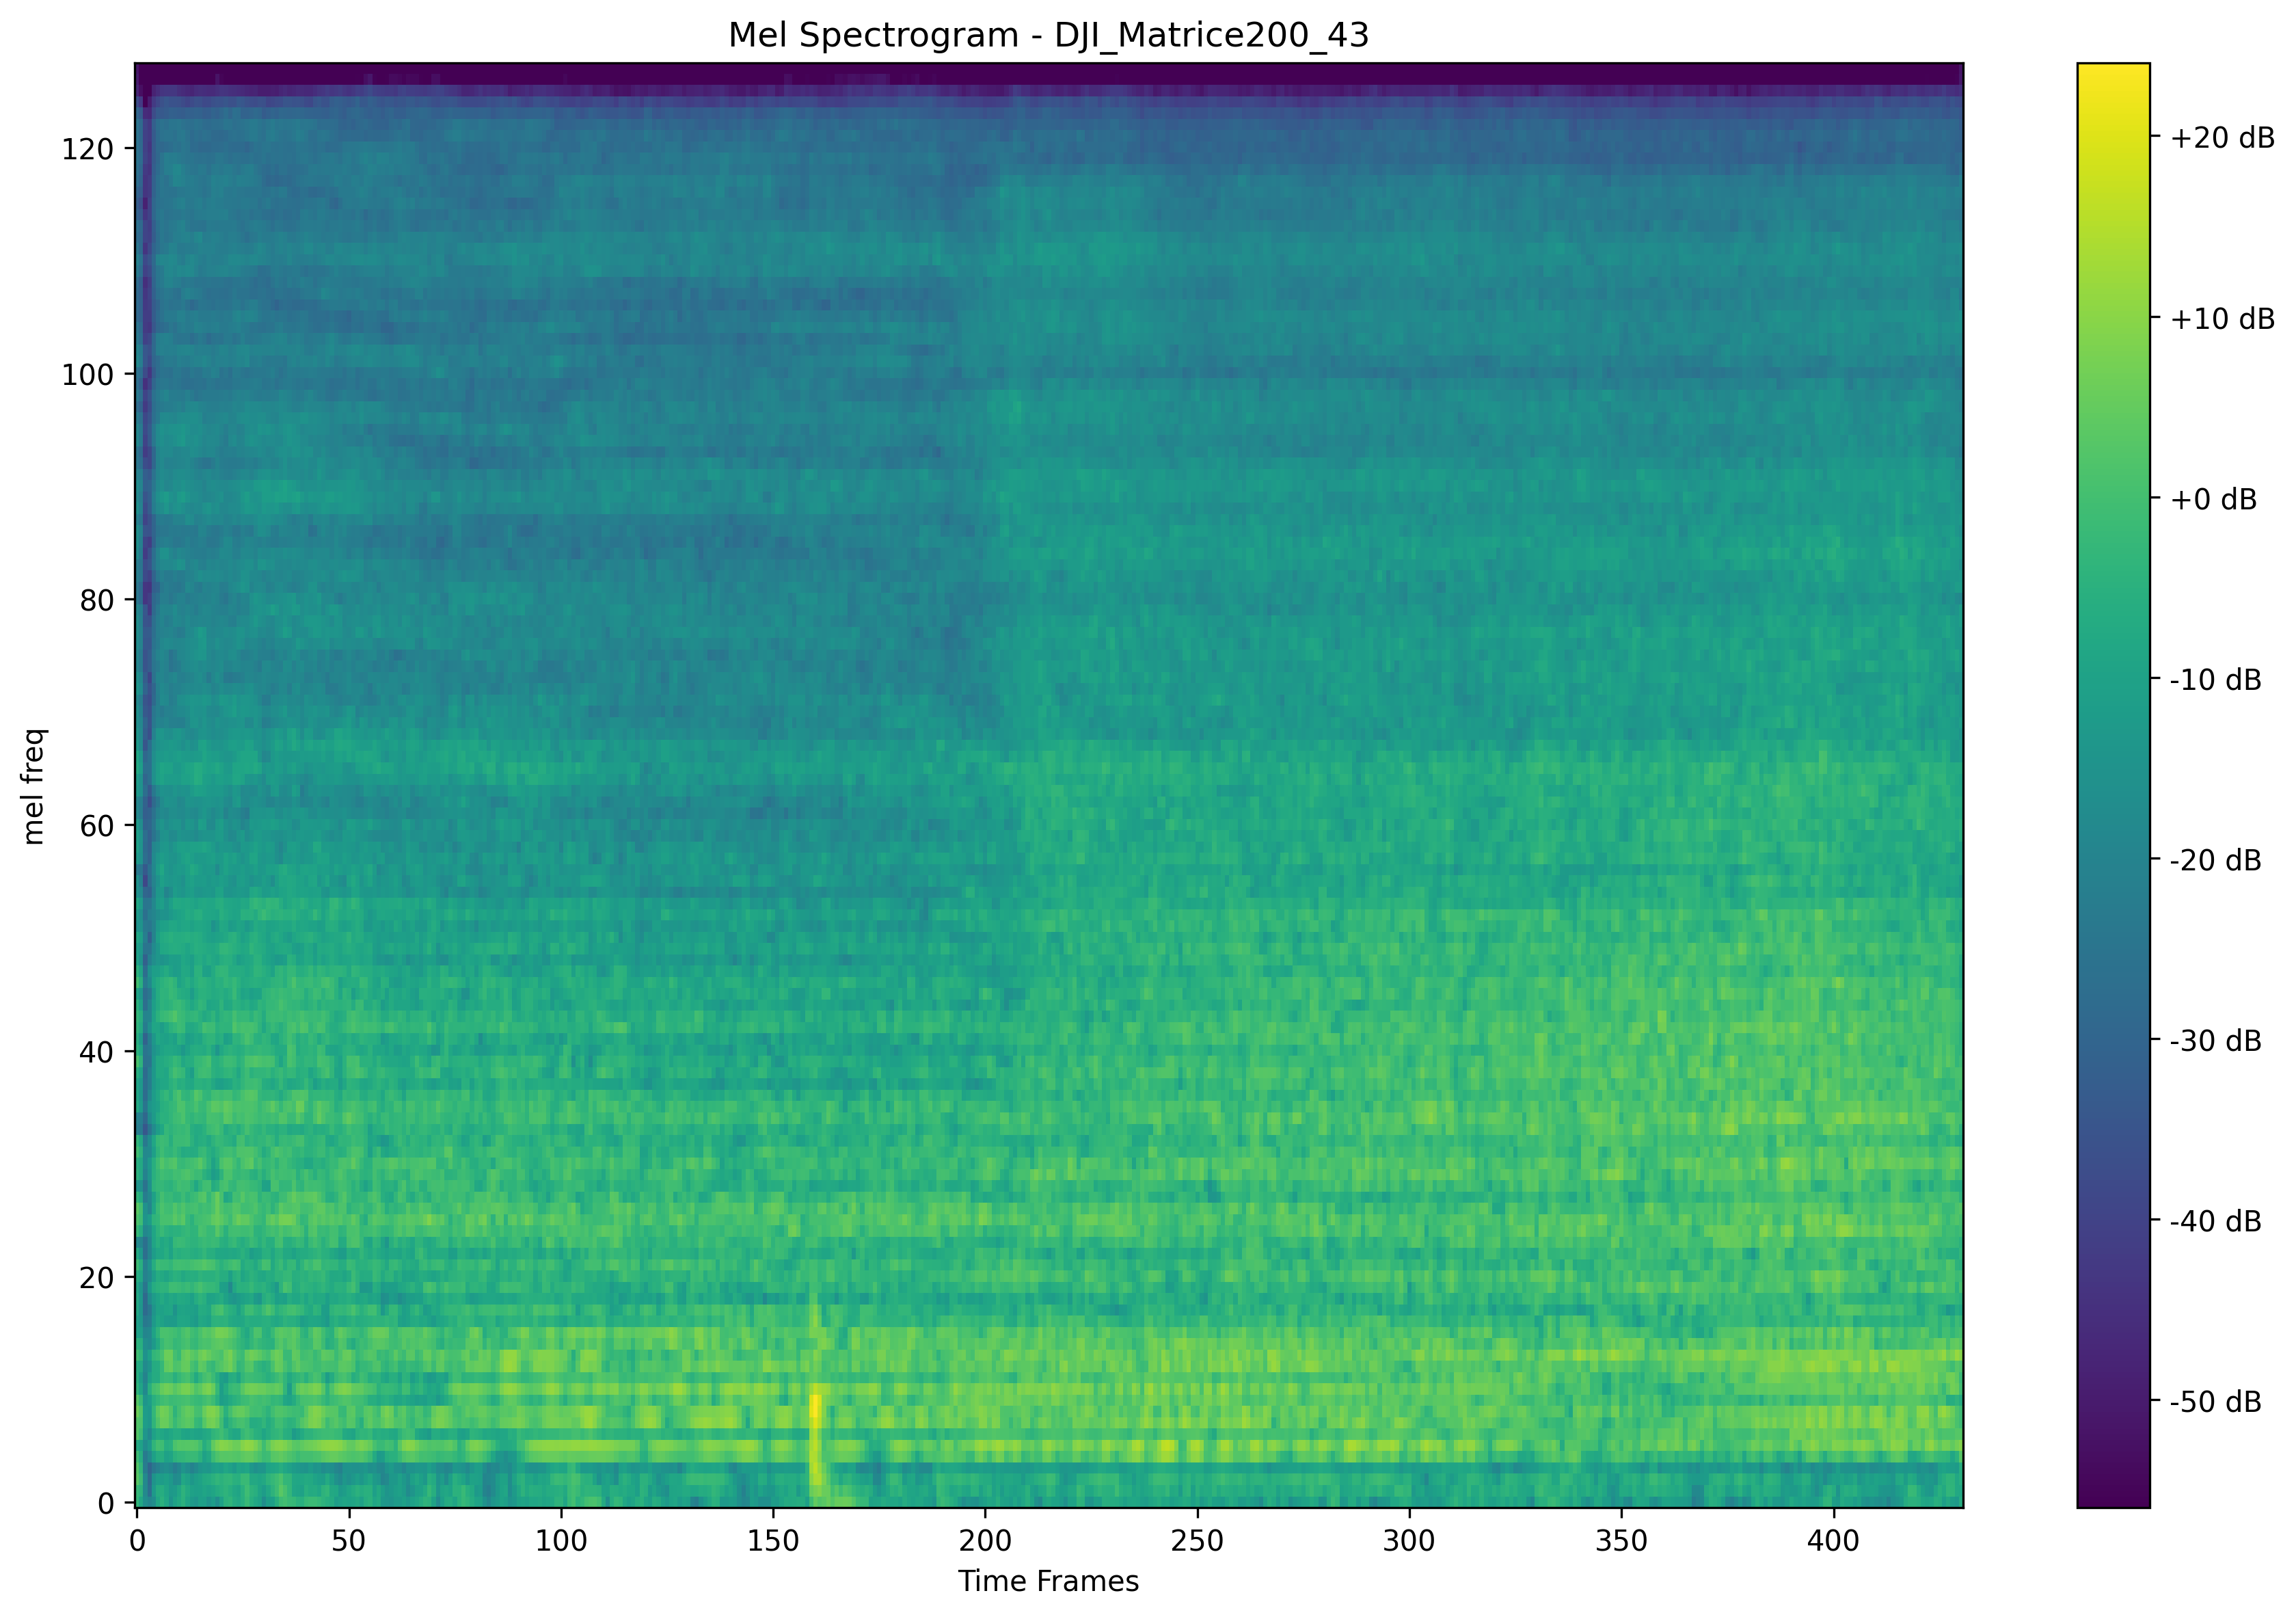 Mel Spectrogram - DJI_Matrice200_43
mel freq
120
100
80
60
40
20
0
0 50 100 150 200 250 300 350 400
Time Frames
+20 dB
+10 dB
+0 dB
-10 dB
-20 dB
-30 dB
-40 dB
-50 dB